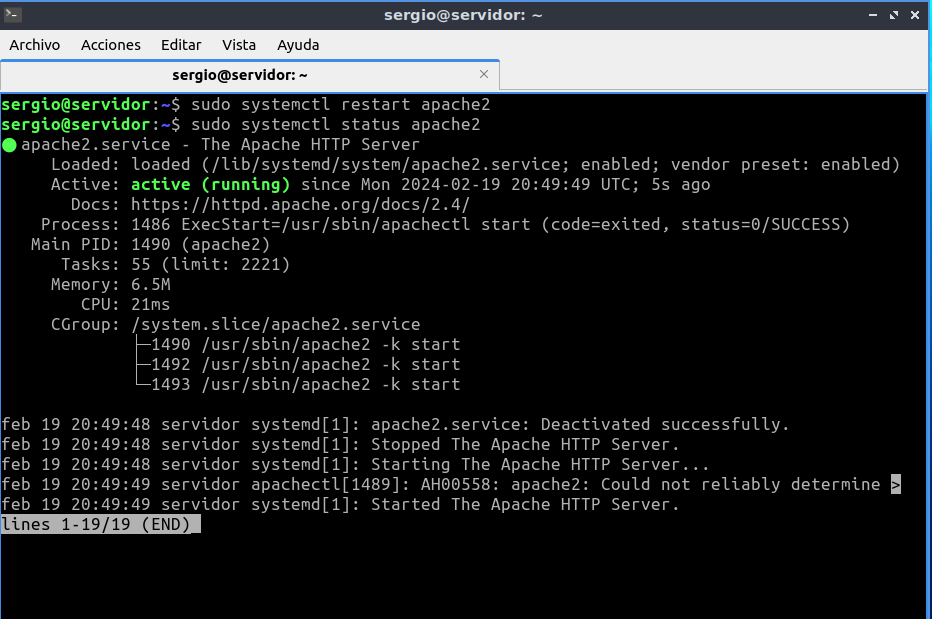 sergio@servidor: ~
Archivo Acciones Editar Vista Ayuda
sergio@servidor: ~
sergio@servidor:~$ sudo systemctl restart apache2
sergio@servidor:~$ sudo systemctl status apache2
● apache2.service - The Apache HTTP Server
     Loaded: loaded (/lib/systemd/system/apache2.service; enabled; vendor preset: enabled)
     Active: active (running) since Mon 2024-02-19 20:49:49 UTC; 5s ago
       Docs: https://httpd.apache.org/docs/2.4/
    Process: 1486 ExecStart=/usr/sbin/apachectl start (code=exited, status=0/SUCCESS)
   Main PID: 1490 (apache2)
      Tasks: 55 (limit: 2221)
     Memory: 6.5M
        CPU: 21ms
     CGroup: /system.slice/apache2.service
             ├─1490 /usr/sbin/apache2 -k start
             ├─1492 /usr/sbin/apache2 -k start
             └─1493 /usr/sbin/apache2 -k start
feb 19 20:49:48 servidor systemd[1]: apache2.service: Deactivated successfully.
feb 19 20:49:48 servidor systemd[1]: Stopped The Apache HTTP Server.
feb 19 20:49:48 servidor systemd[1]: Starting The Apache HTTP Server...
feb 19 20:49:49 servidor apachectl[1489]: AH00558: apache2: Could not reliably determine >
feb 19 20:49:49 servidor systemd[1]: Started The Apache HTTP Server.
lines 1-19/19 (END)